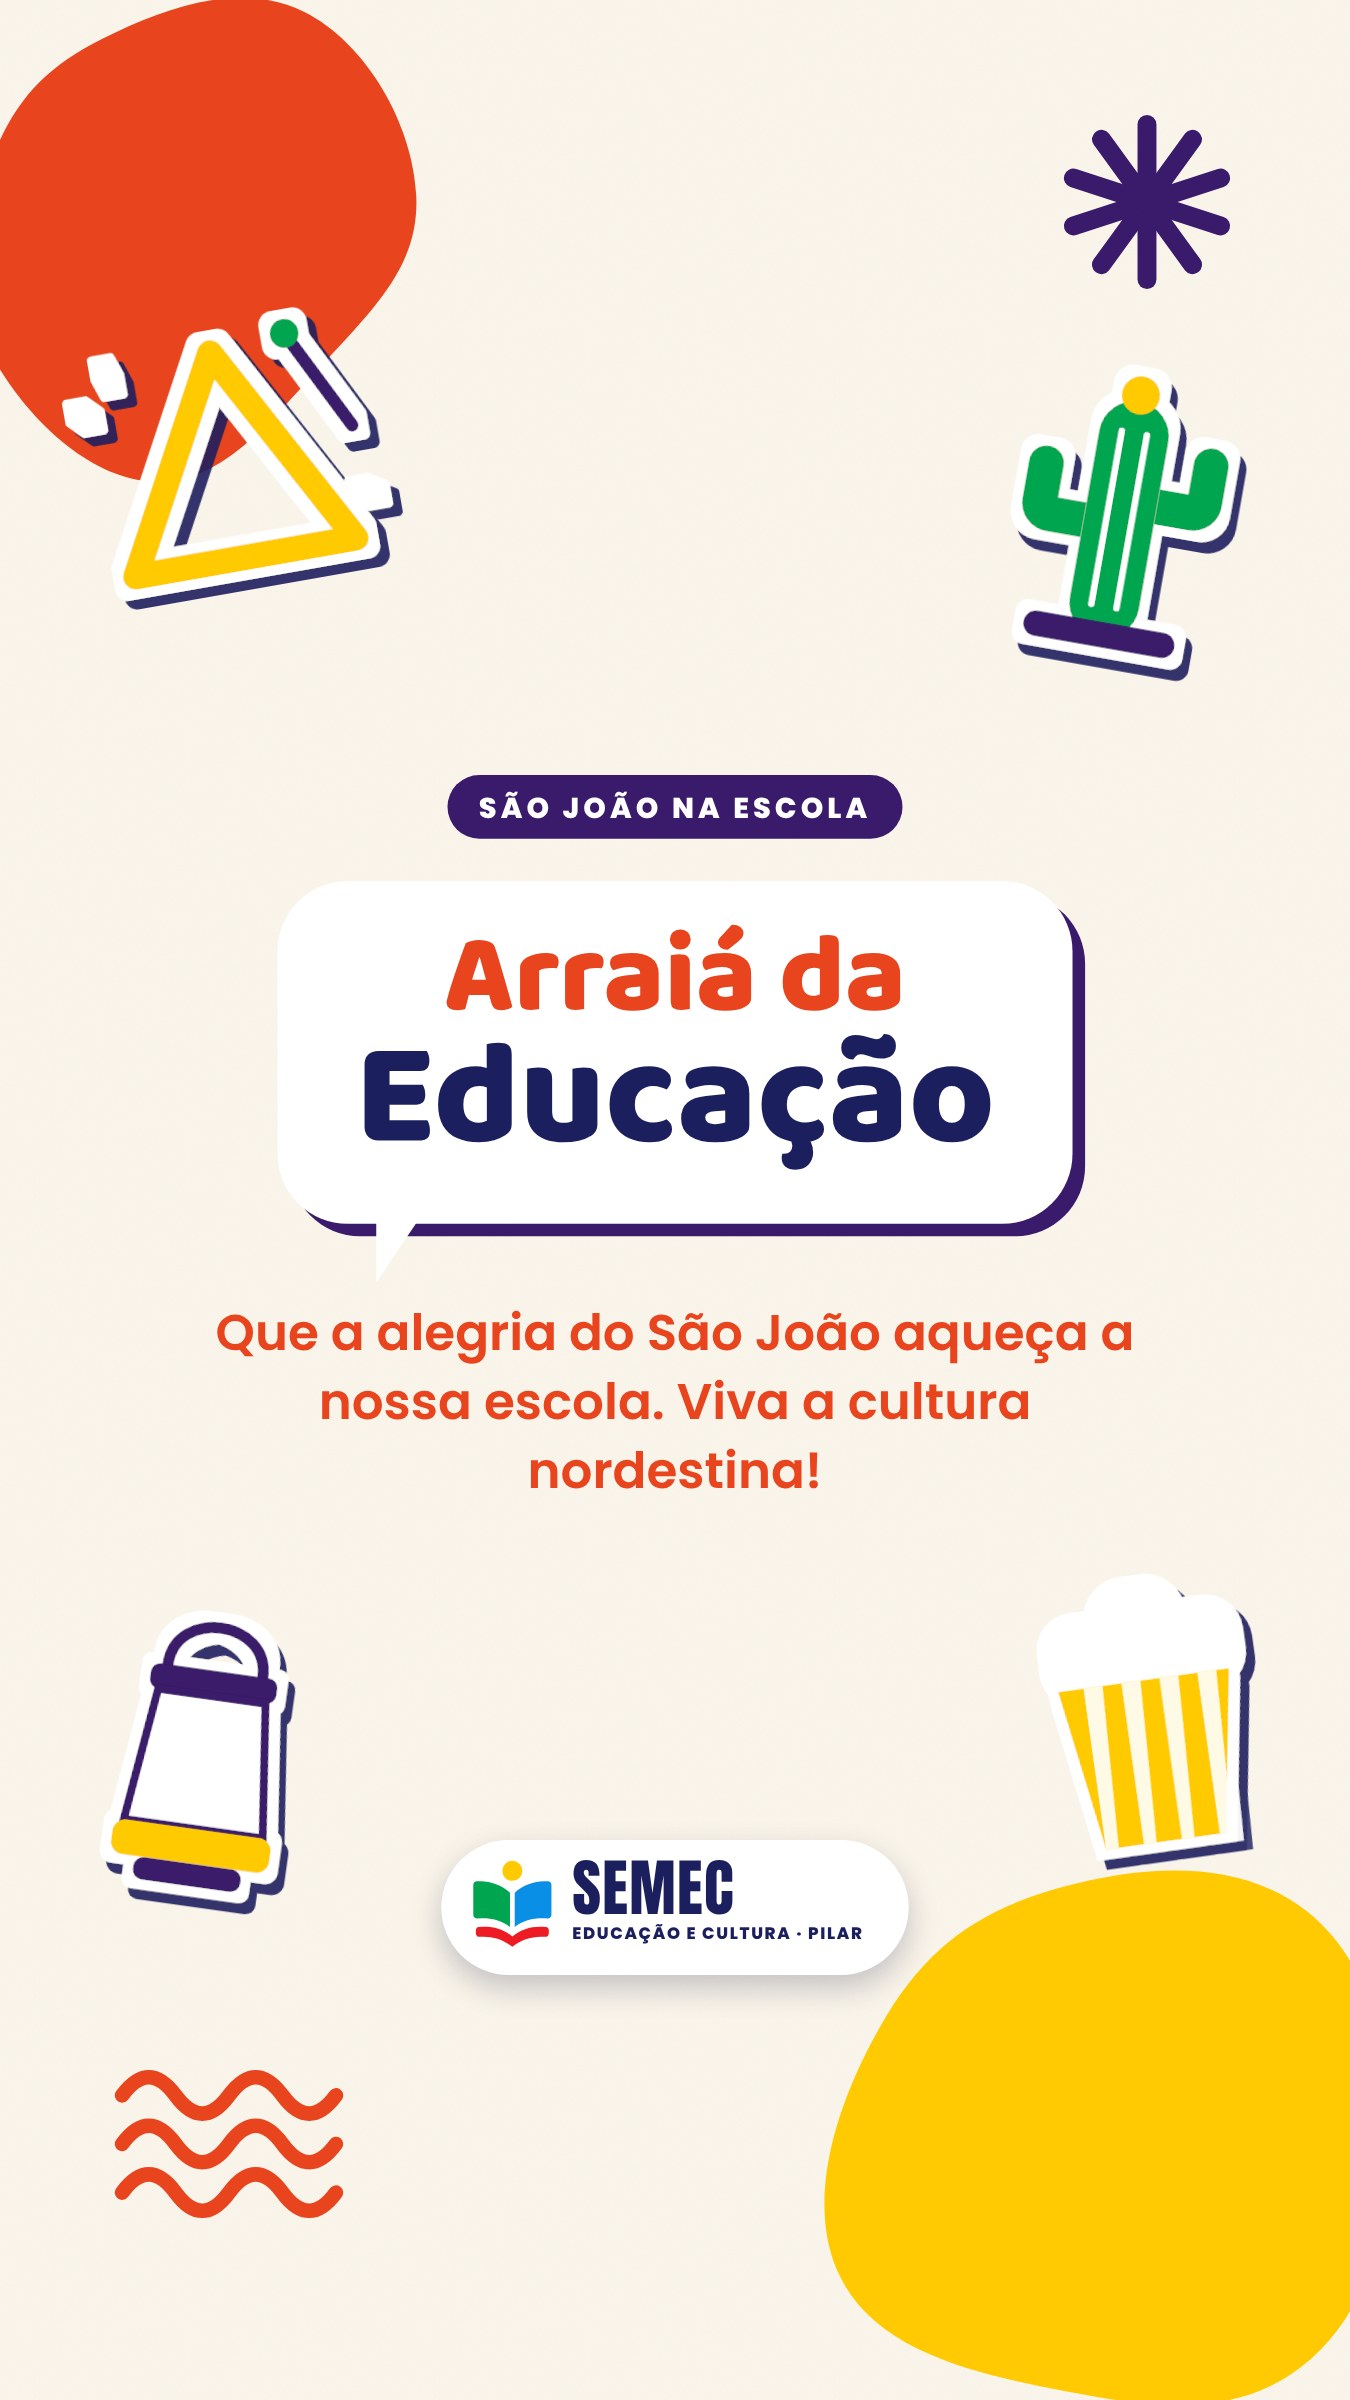 SÃO JOÃO NA ESCOLA
Arraiá da
Educação
Que a alegria do São João aqueça a
nossa escola. Viva a cultura
nordestina!
SEMEC
EDUCAÇÃO E CULTURA · PILAR